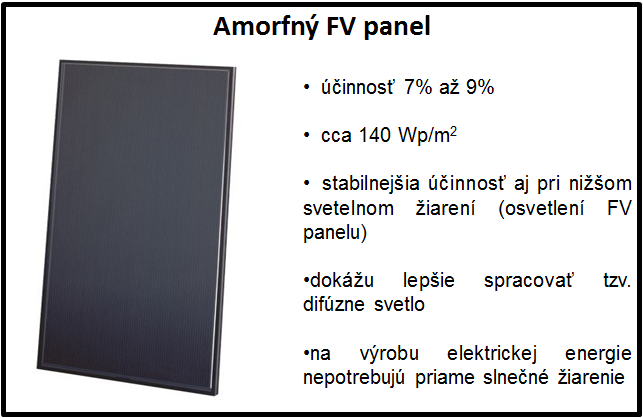 Amorfný FV panel
• účinnosť 7% až 9%
• cca 140 Wp/m²
• stabilnejšia účinnosť aj pri nižšom
svetelnom žiarení (osvetlení FV
panelu)
•dokážu lepšie spracovať tzv.
difúzne svetlo
•na výrobu elektrickej energie
nepotrebujú priame slnečné žiarenie